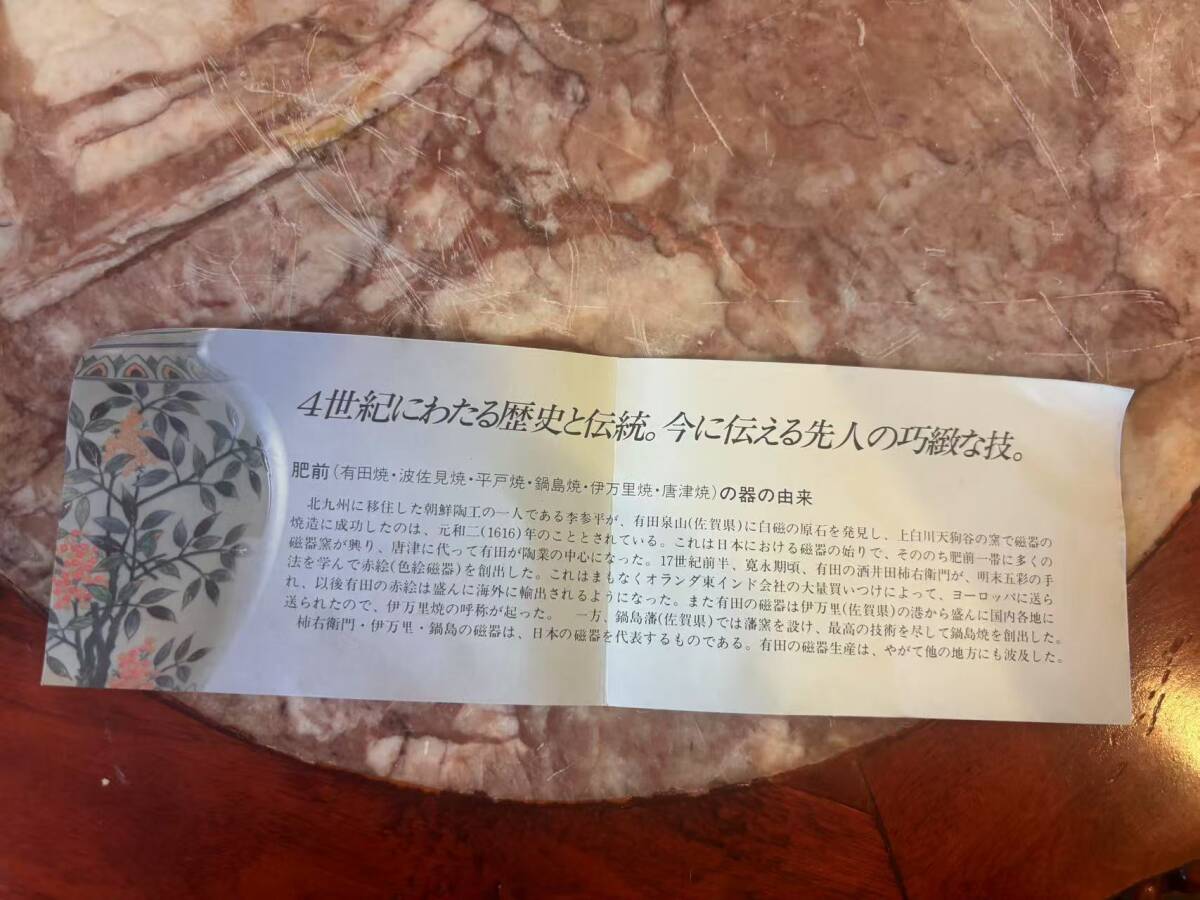 4世紀にわたる歴史と伝統。今に伝える先人の巧緻な技。
肥前(有田焼・波佐見焼・平戸焼・鍋島焼・伊万里焼・唐津焼)の器の由来
北九州に移住した朝鮮陶工の一人である李参平が、有田泉山(佐賀県)に白磁の原石を発見し、上白川天狗谷の窯で磁器の
焼造に成功したのは、元和二(1616)年のこととされている。これは日本における磁器の始りで、そののち肥前一帯に多くの
磁器窯が興り、唐津に代って有田が陶業の中心になった。17世紀前半、寛永期頃、有田の酒井田柿右衛門が、明末五彩の手
法を学んで赤絵(色絵磁器)を創出した。これはまもなくオランダ東インド会社の大量買いつけによって、ヨーロッパに送ら
れ、以後有田の赤絵は盛んに海外に輸出されるようになった。また有田の磁器は伊万里(佐賀県)の港から盛んに国内各地に
送られたので、伊万里焼の呼称が起った。 一方、鍋島藩(佐賀県)では藩窯を設け、最高の技術を尽して鍋島焼を創出した。
柿右衛門・伊万里・鍋島の磁器は、日本の磁器を代表するものである。有田の磁器生産は、やがて他の地方にも波及した。